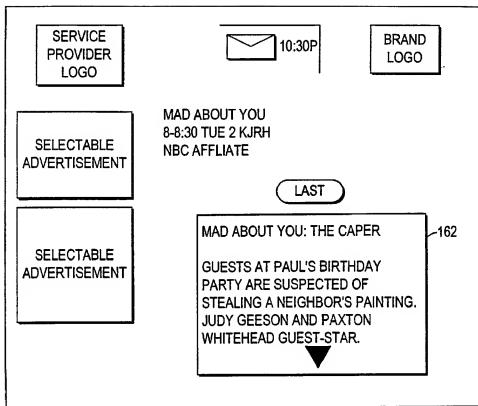 SERVICE
PROVIDER
LOGO
10:30P
BRAND
LOGO
SELECTABLE
ADVERTISEMENT
MAD ABOUT YOU
8-8:30 TUE 2 KJRH
NBC AFFLIATE
LAST
SELECTABLE
ADVERTISEMENT
MAD ABOUT YOU: THE CAPER
162
GUESTS AT PAUL'S BIRTHDAY
PARTY ARE SUSPECTED OF
STEALING A NEIGHBOR'S PAINTING.
JUDY GEESON AND PAXTON
WHITEHEAD GUEST-STAR.